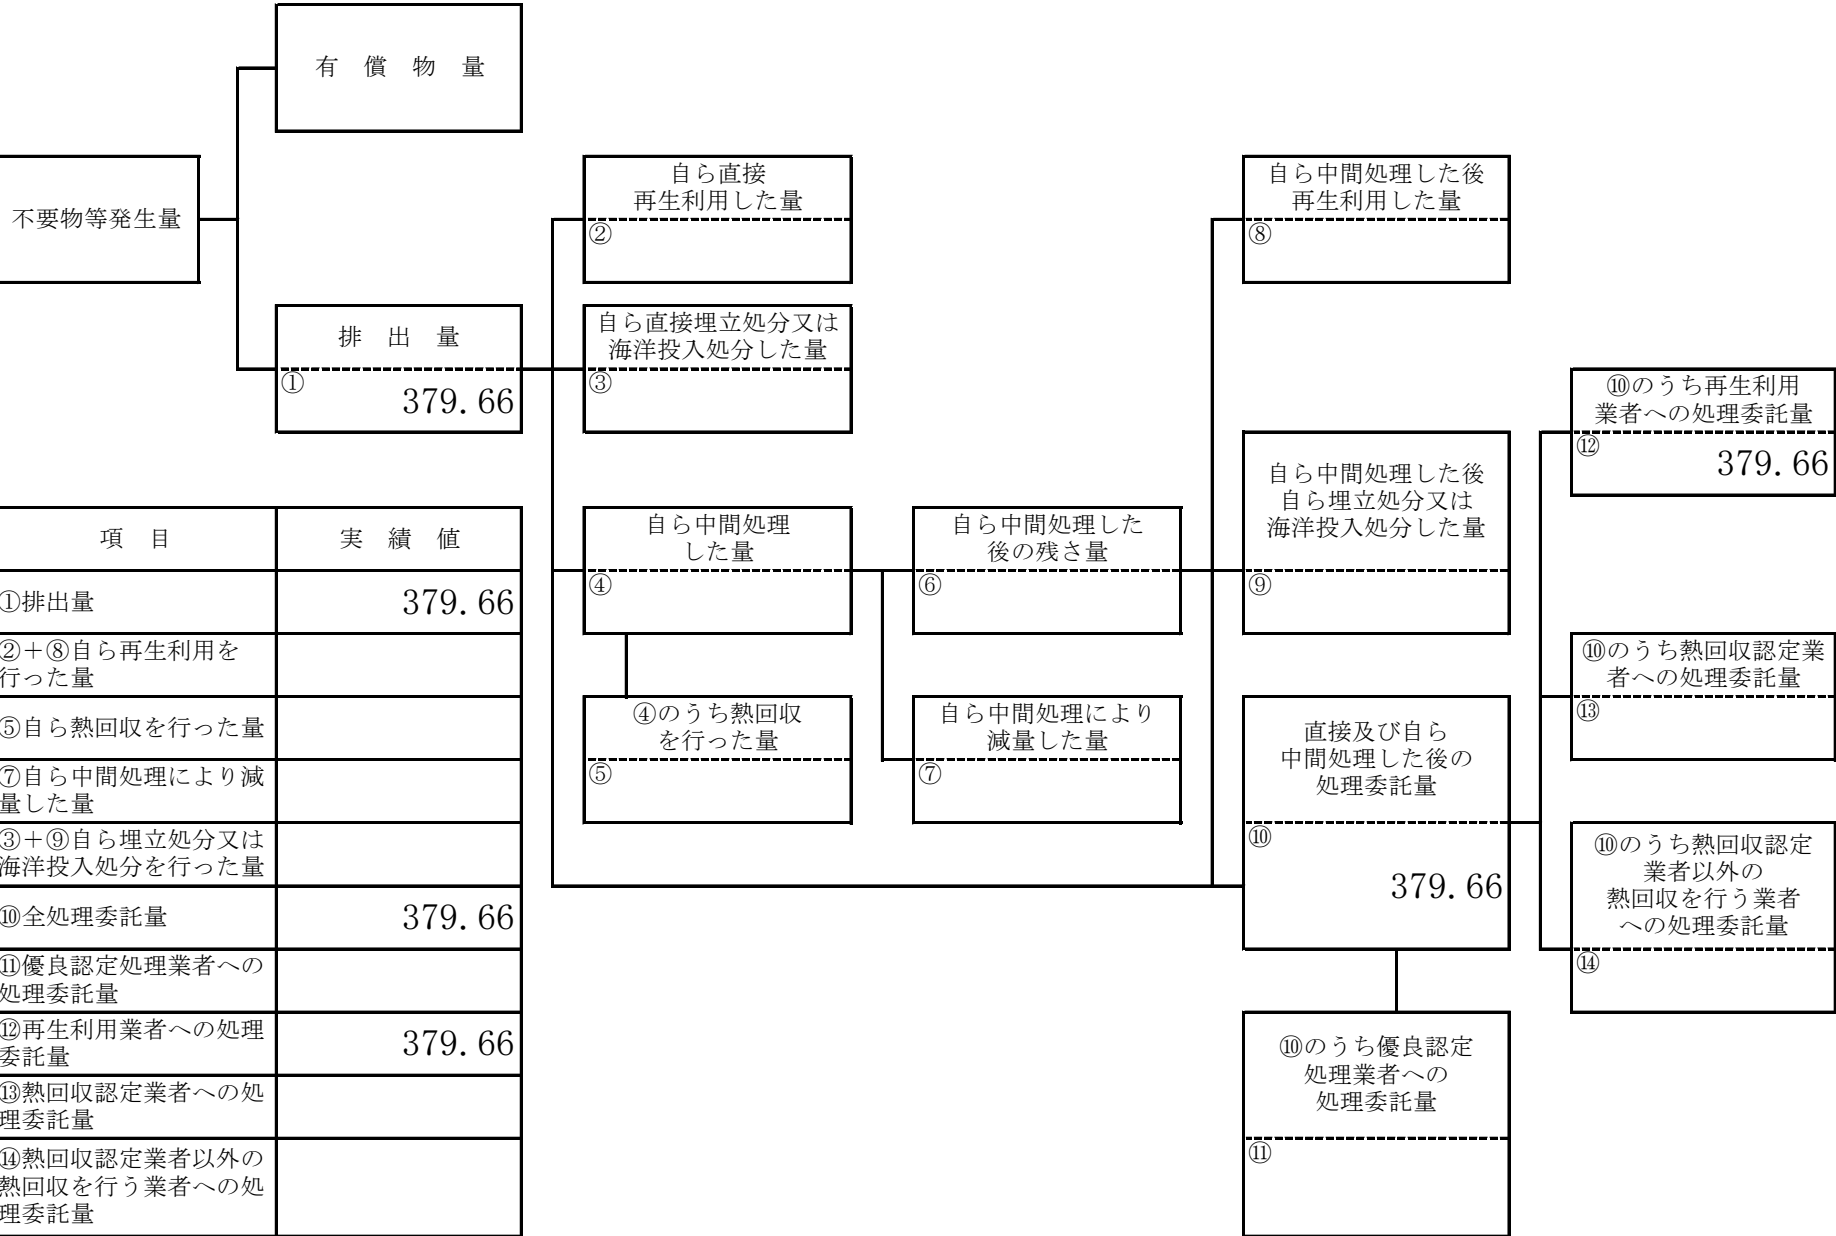 有　償　物　量
不要物等発生量
排　出　量
①
379.66
自ら直接
再生利用した量
②
自ら直接埋立処分又は
海洋投入処分した量
③
自ら中間処理
した量
④
④のうち熱回収
を行った量
⑤
自ら中間処理した
後の残さ量
⑥
自ら中間処理により
減量した量
⑦
自ら中間処理した後
再生利用した量
⑧
自ら中間処理した後
自ら埋立処分又は
海洋投入処分した量
⑨
直接及び自ら
中間処理した後の
処理委託量
⑩
379.66
⑩のうち優良認定
処理業者への
処理委託量
⑪
⑩のうち再生利用
業者への処理委託量
⑫
379.66
⑩のうち熱回収認定業
者への処理委託量
⑬
⑩のうち熱回収認定
業者以外の
熱回収を行う業者
への処理委託量
⑭
項　目
実　績　値
①排出量
379.66
②＋⑧自ら再生利用を
行った量
⑤自ら熱回収を行った量
⑦自ら中間処理により減
量した量
③＋⑨自ら埋立処分又は
海洋投入処分を行った量
⑩全処理委託量
379.66
⑪優良認定処理業者への
処理委託量
⑫再生利用業者への処理
委託量
379.66
⑬熱回収認定業者への処
理委託量
⑭熱回収認定業者以外の
熱回収を行う業者への処
理委託量